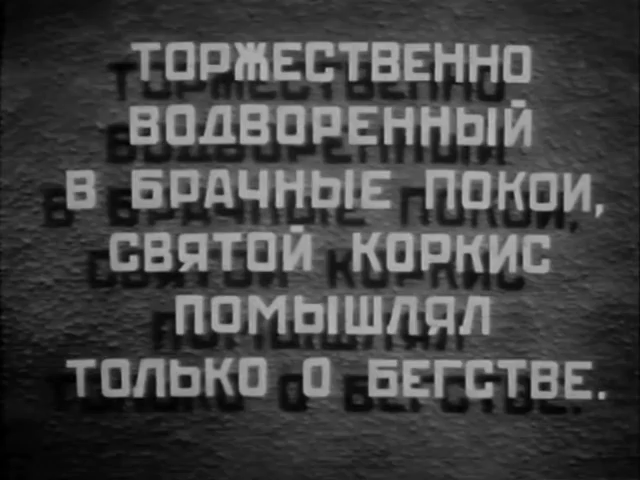 ТОРЖЕСТВЕННО
ВОДВОРЕННЫЙ
В БРАЧНЫЕ ПОКОИ,
СВЯТОЙ КОРКИС
ПОМЫШЛЯЛ
ТОЛЬКО О БЕГСТВЕ.